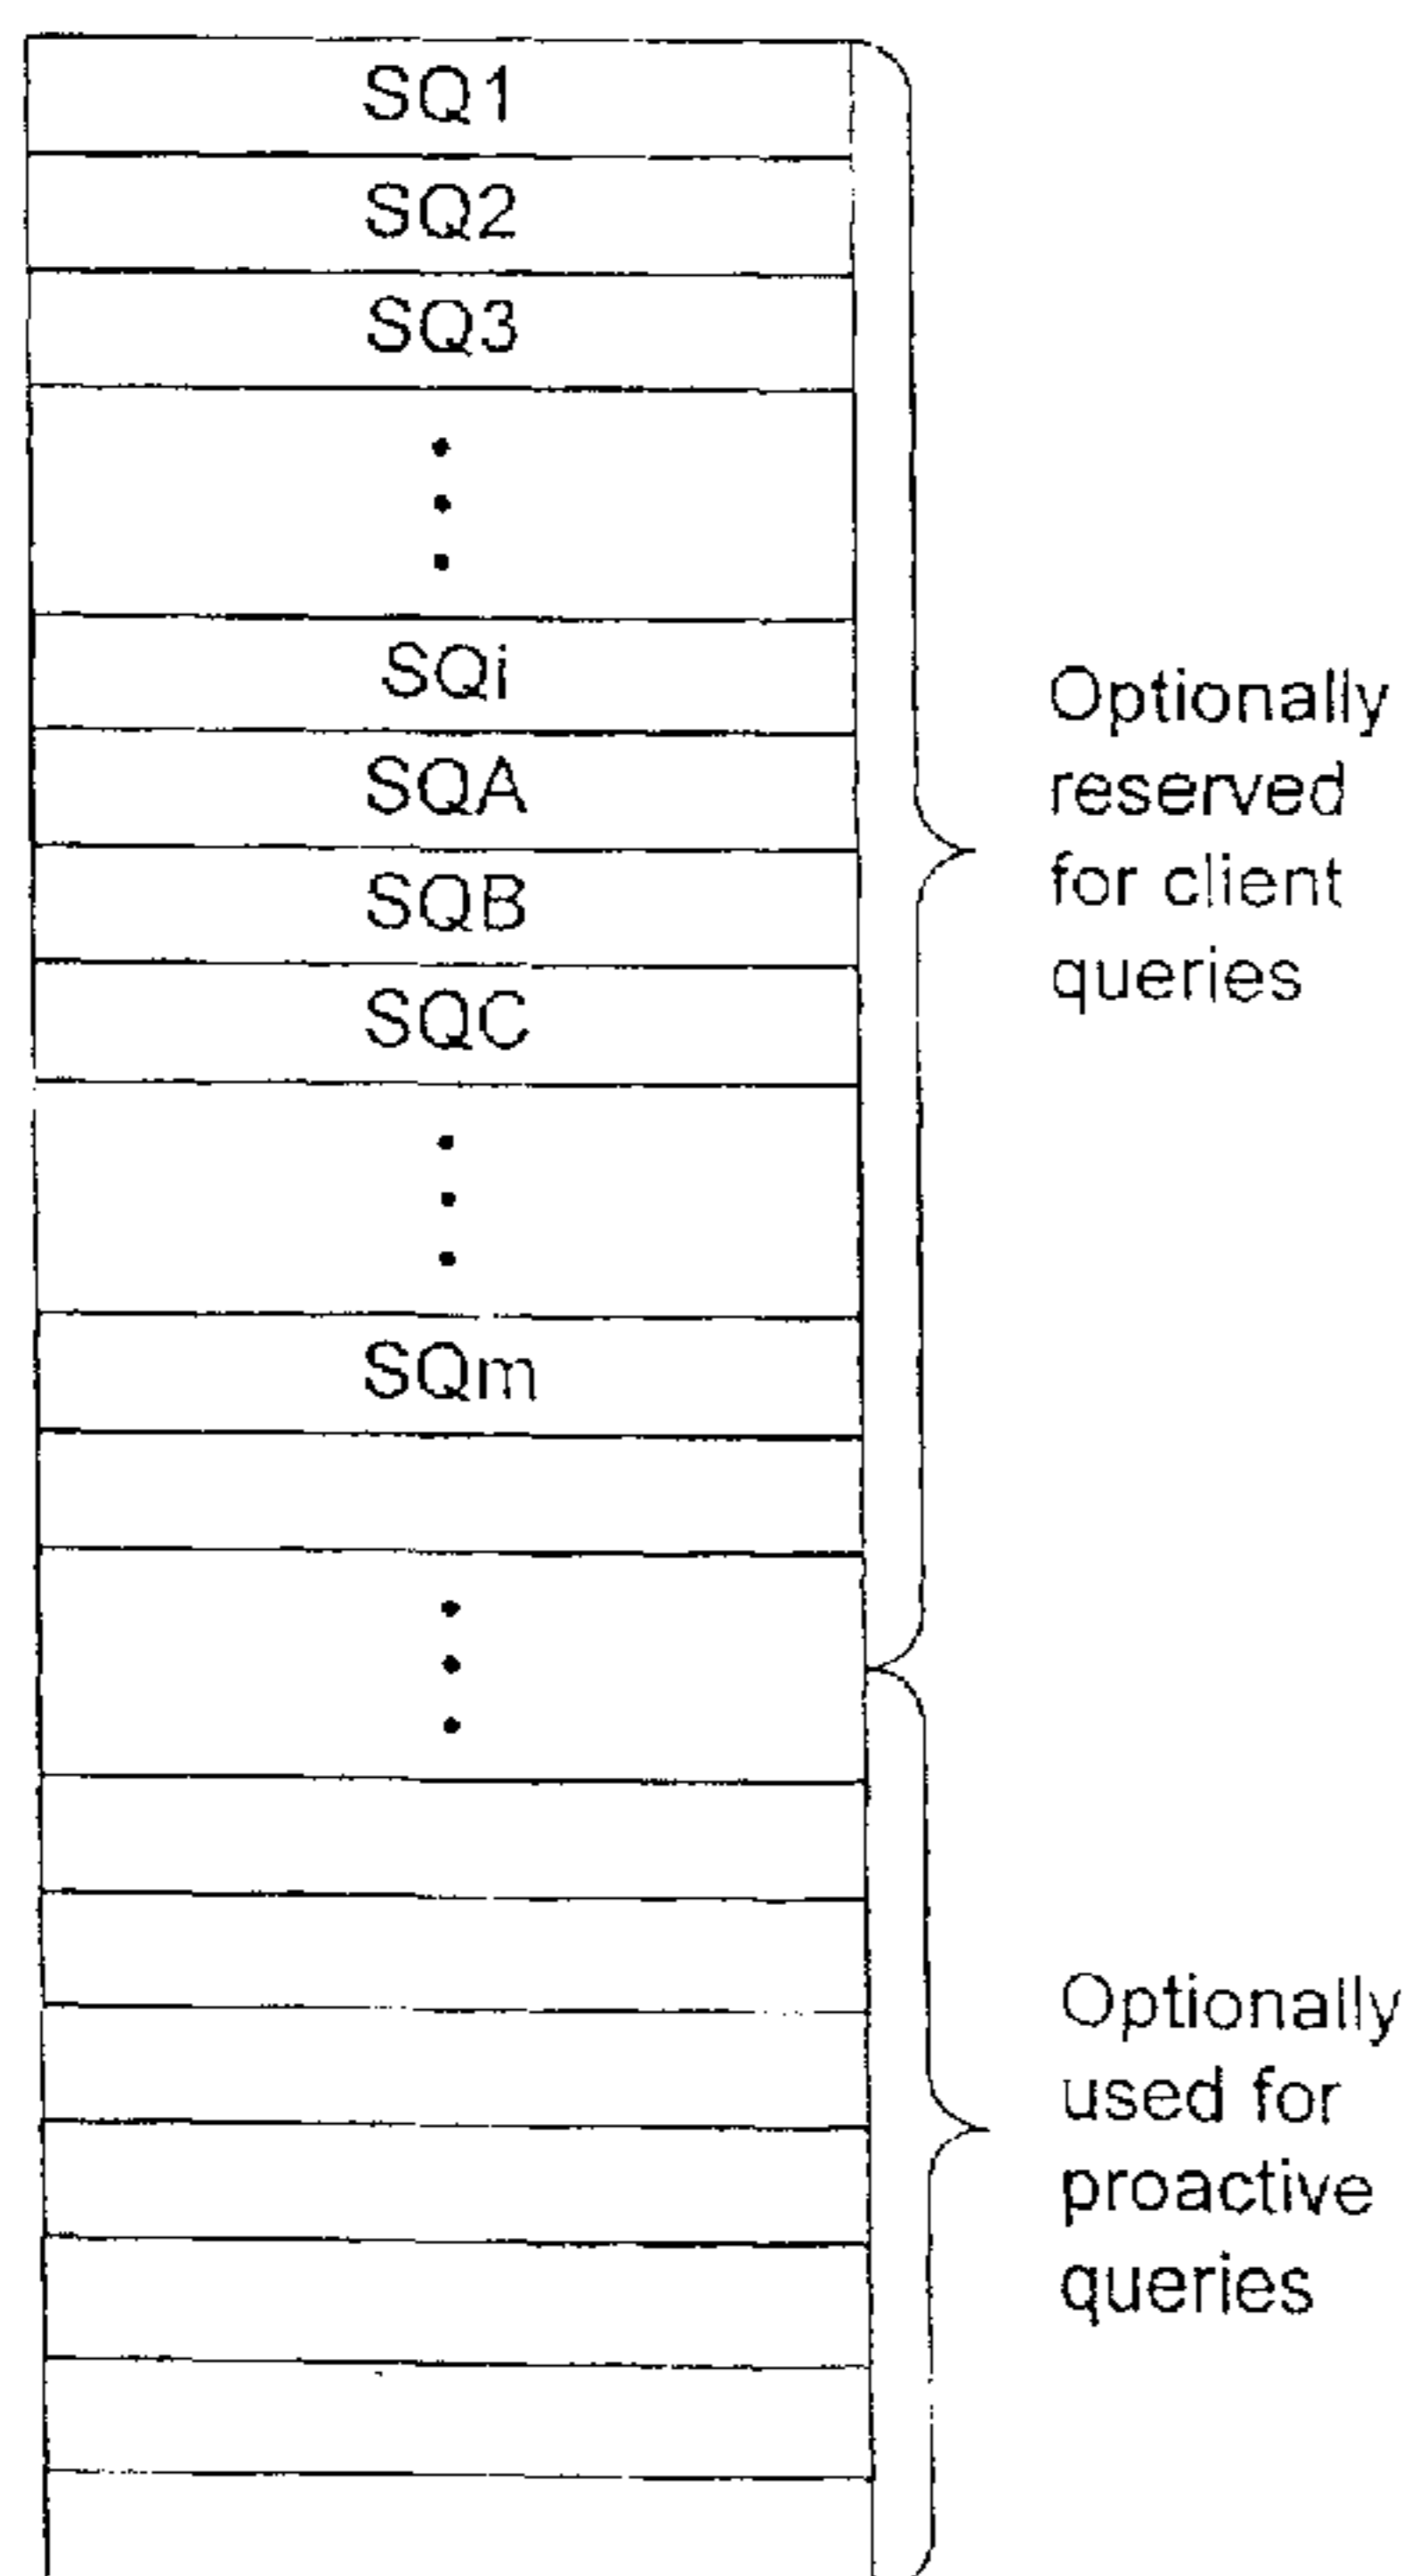 SQ1
SQ2
SQ3
SQi
SQA
SQB
SQC
SQm
Optionally
reserved
for client
queries
Optionally
used for
proactive
queries